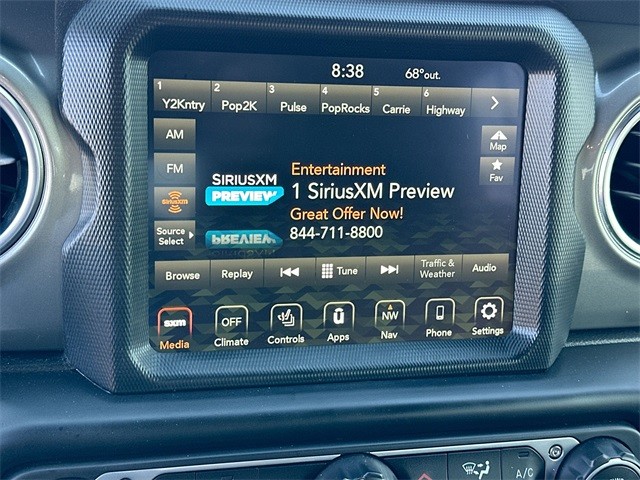 8:38 68°out.
1 2 3 4 5 6
Y2Kntry Pop2K Pulse PopRocks Carrie Highway
AM
Map
FM
Fav
SIRIUSXM
PREVIEW
Entertainment
1 SiriusXM Preview
Great Offer Now!
844-711-8800
SiriusXM
Source
Select
PREVIEW
Browse Replay Tune Traffic & Weather Audio
sxm OFF NW
Media Climate Controls Apps Nav Phone Settings
A/C